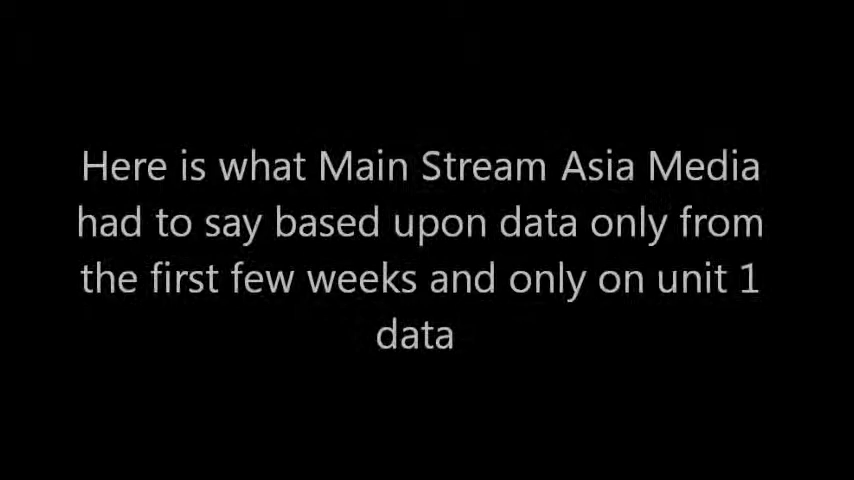 Here is what Main Stream Asia Media
had to say based upon data only from
the first few weeks and only on unit 1
data